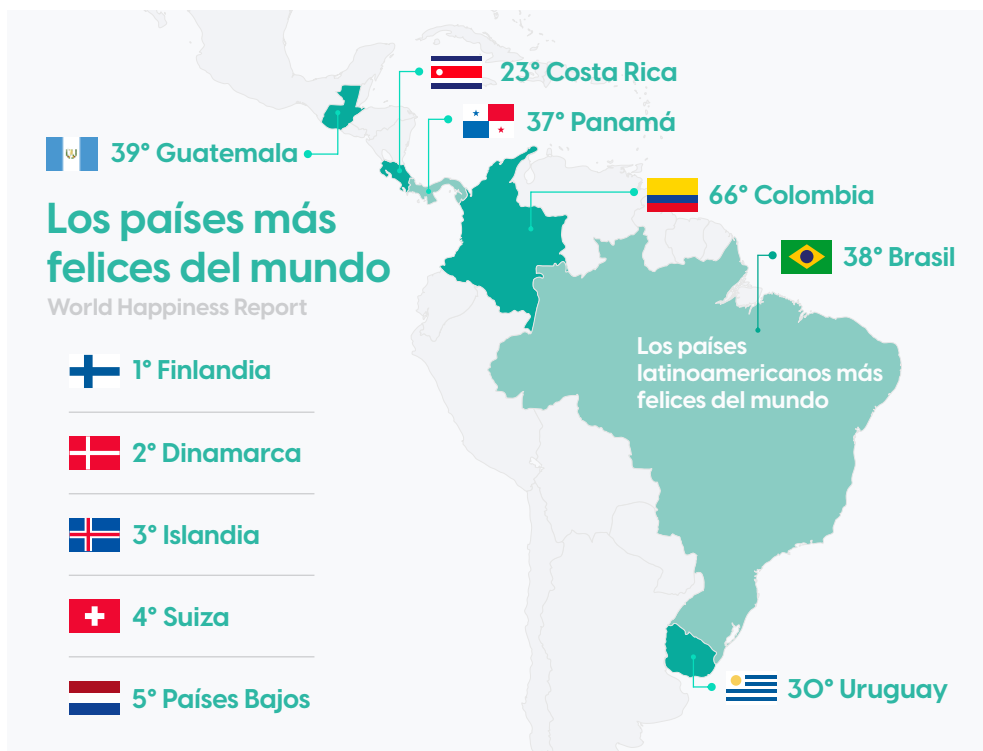 23° Costa Rica
37° Panamá
39° Guatemala
66° Colombia
Los países más
felices del mundo
World Happiness Report
38° Brasil
Los países
latinoamericanos más
felices del mundo
1° Finlandia
2° Dinamarca
3° Islandia
4° Suiza
5° Países Bajos
30° Uruguay